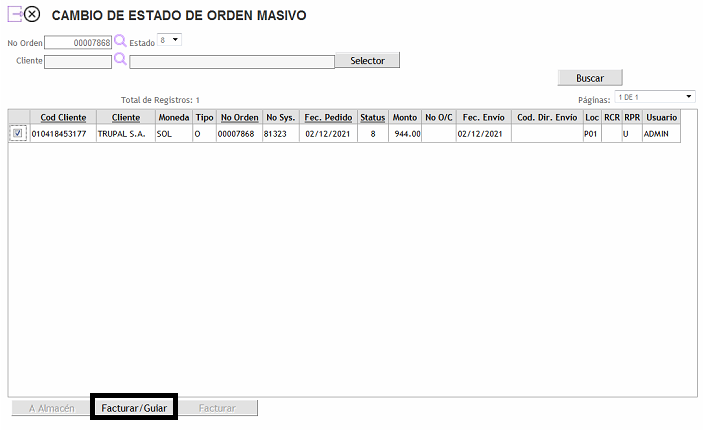 CAMBIO DE ESTADO DE ORDEN MASIVO
No Orden 00007868 Estado 8
Cliente Selector
Buscar
Total de Registros: 1 Páginas: 1 DE 1
Cod Cliente Cliente Moneda Tipo No Orden No Sys. Fec. Pedido Status Monto No O/C Fec. Envío Cod. Dir. Envío Loc RCR RPR Usuario
010418453177 TRUPAL S.A. SOL O 00007868 81323 02/12/2021 8 944.00 02/12/2021 P01 U ADMIN
A Almacén Facturar/Guiar Facturar